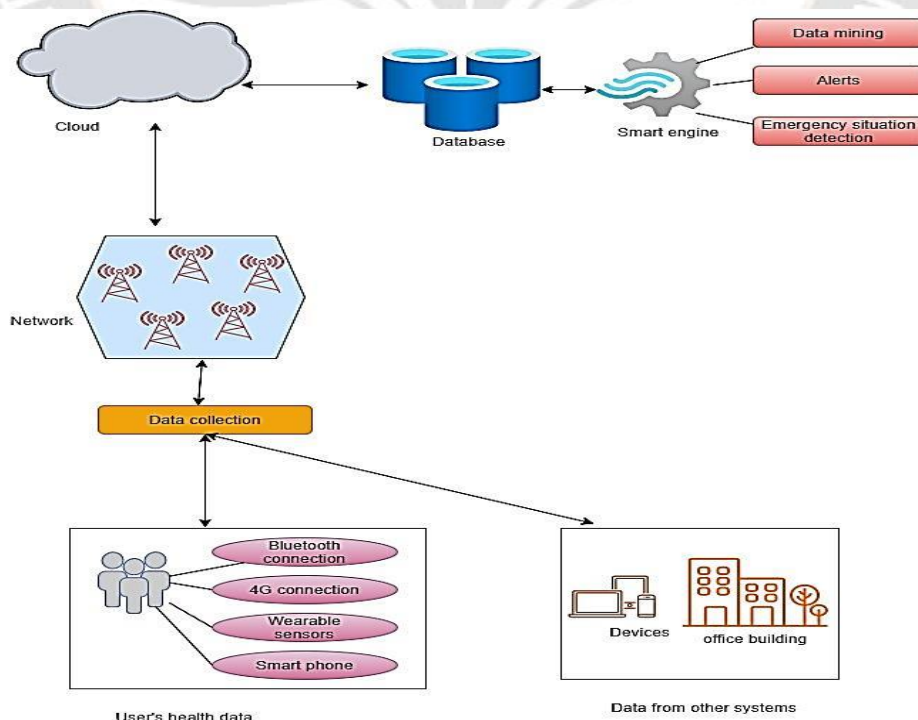 Data mining
Alerts
Emergency situation
detection
Cloud
Database
Smart engine
Network
Data collection
Bluetooth
connection
4G connection
Wearable
sensors
Smart phone
Devices
office building
User's health data
Data from other systems